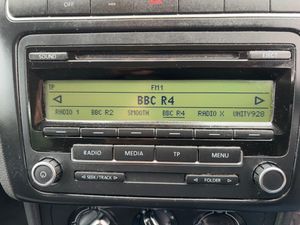 SOUND
TP FM1
BBC R4
RADIO 1 BBC R2 SMOOTH BBC R4 RADIO X UNITY928
RADIO MEDIA TP MENU
SEEK/TRACK FOLDER